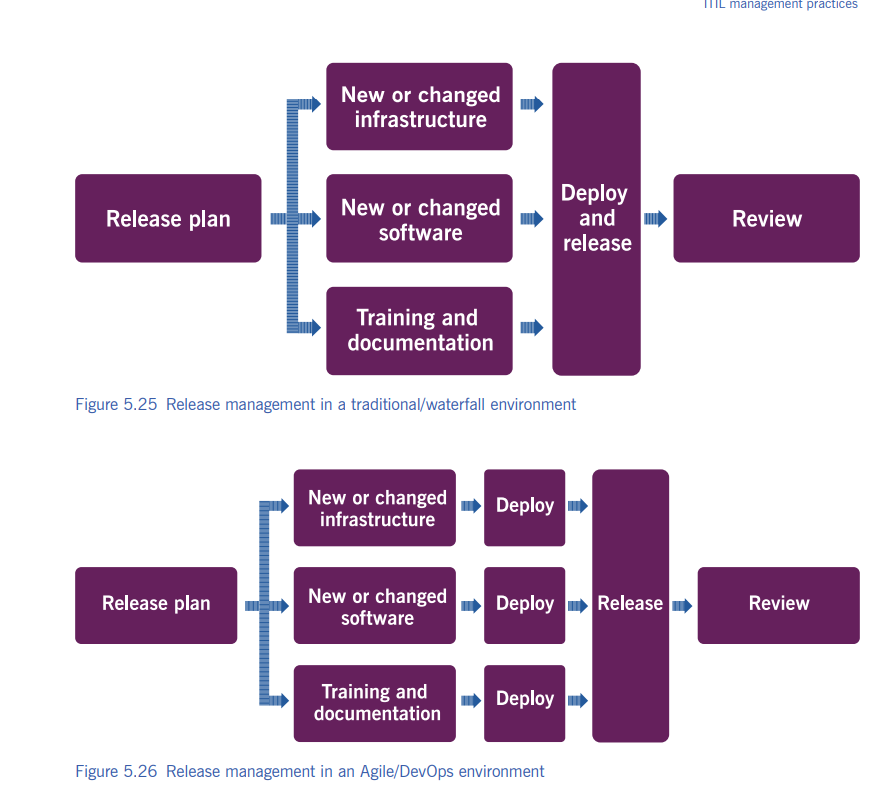 ITIL management practices
New or changed
infrastructure
Release plan
New or changed
software
Training and
documentation
Deploy
and
release
Review
Figure 5.25 Release management in a traditional/waterfall environment
New or changed
infrastructure
Deploy
Release plan
New or changed
software
Deploy
Training and
documentation
Deploy
Release
Review
Figure 5.26 Release management in an Agile/DevOps environment